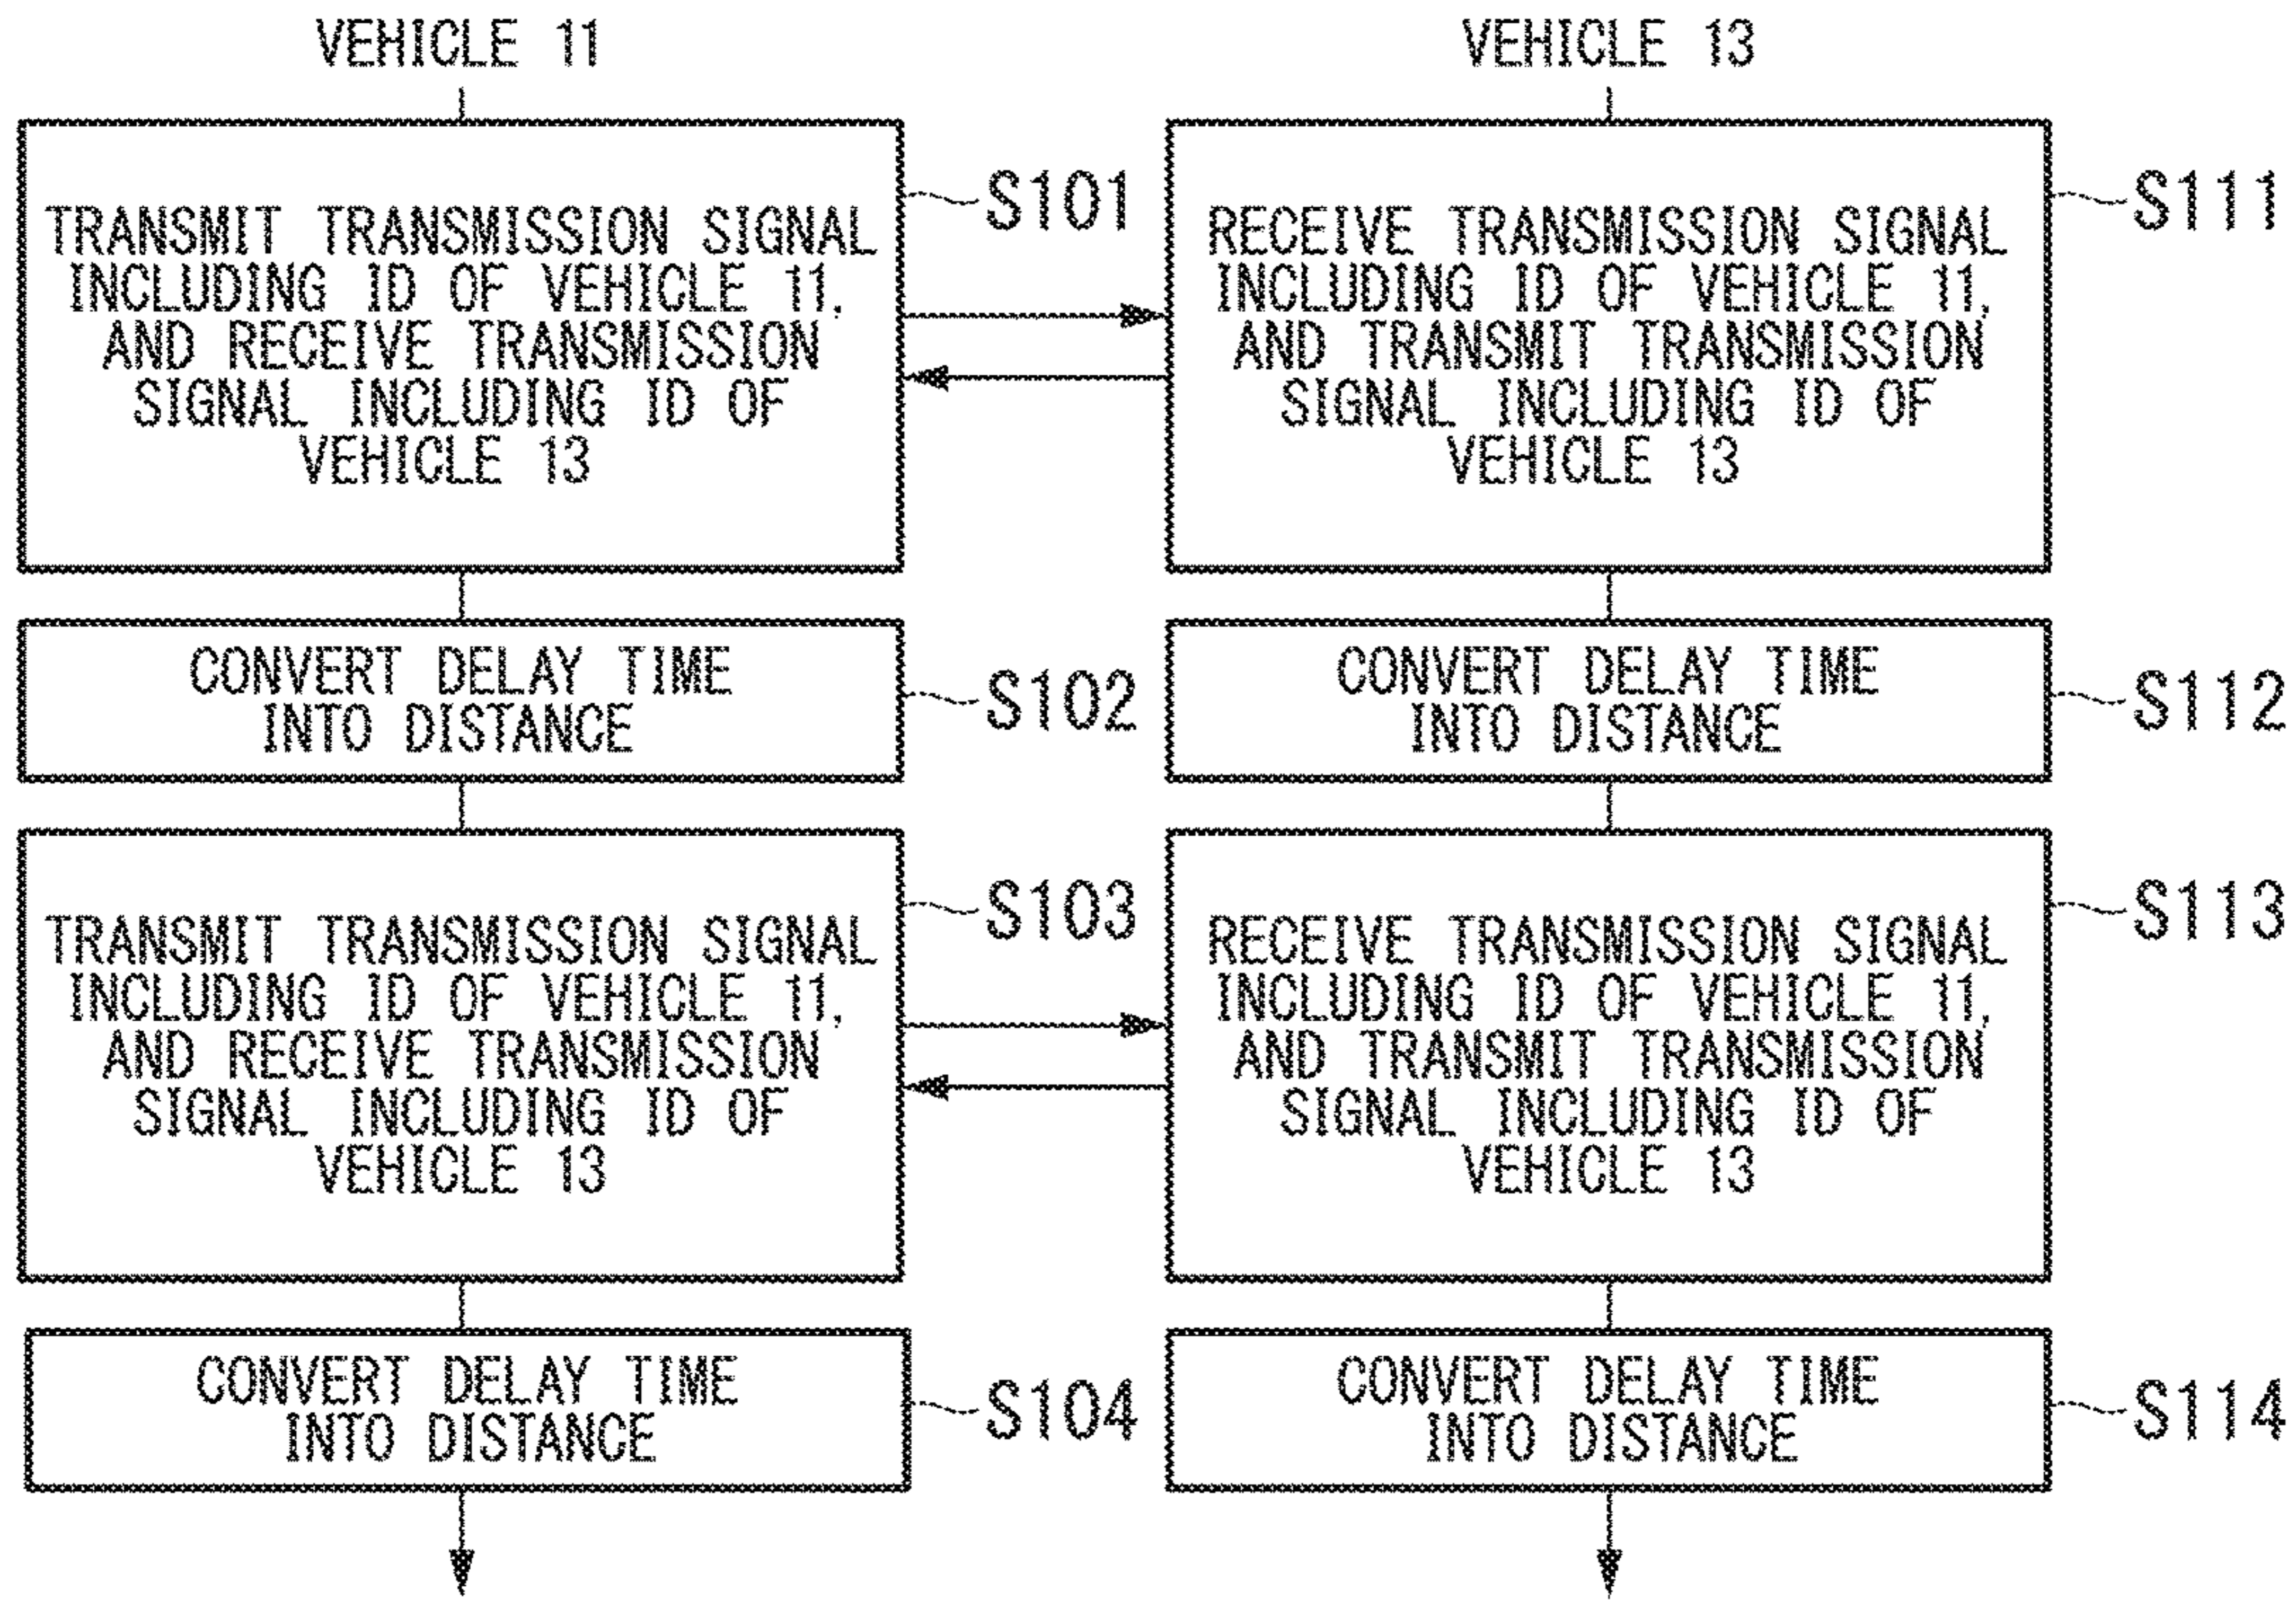 VEHICLE 11
VEHICLE 13
TRANSMIT TRANSMISSION SIGNAL
INCLUDING ID OF VEHICLE 11,
AND RECEIVE TRANSMISSION
SIGNAL INCLUDING ID OF
VEHICLE 13
S101
RECEIVE TRANSMISSION SIGNAL
INCLUDING ID OF VEHICLE 11,
AND TRANSMIT TRANSMISSION
SIGNAL INCLUDING ID OF
VEHICLE 13
S111
CONVERT DELAY TIME
INTO DISTANCE
S102
CONVERT DELAY TIME
INTO DISTANCE
S112
TRANSMIT TRANSMISSION SIGNAL
INCLUDING ID OF VEHICLE 11,
AND RECEIVE TRANSMISSION
SIGNAL INCLUDING ID OF
VEHICLE 13
S103
RECEIVE TRANSMISSION SIGNAL
INCLUDING ID OF VEHICLE 11,
AND TRANSMIT TRANSMISSION
SIGNAL INCLUDING ID OF
VEHICLE 13
S113
CONVERT DELAY TIME
INTO DISTANCE
S104
CONVERT DELAY TIME
INTO DISTANCE
S114